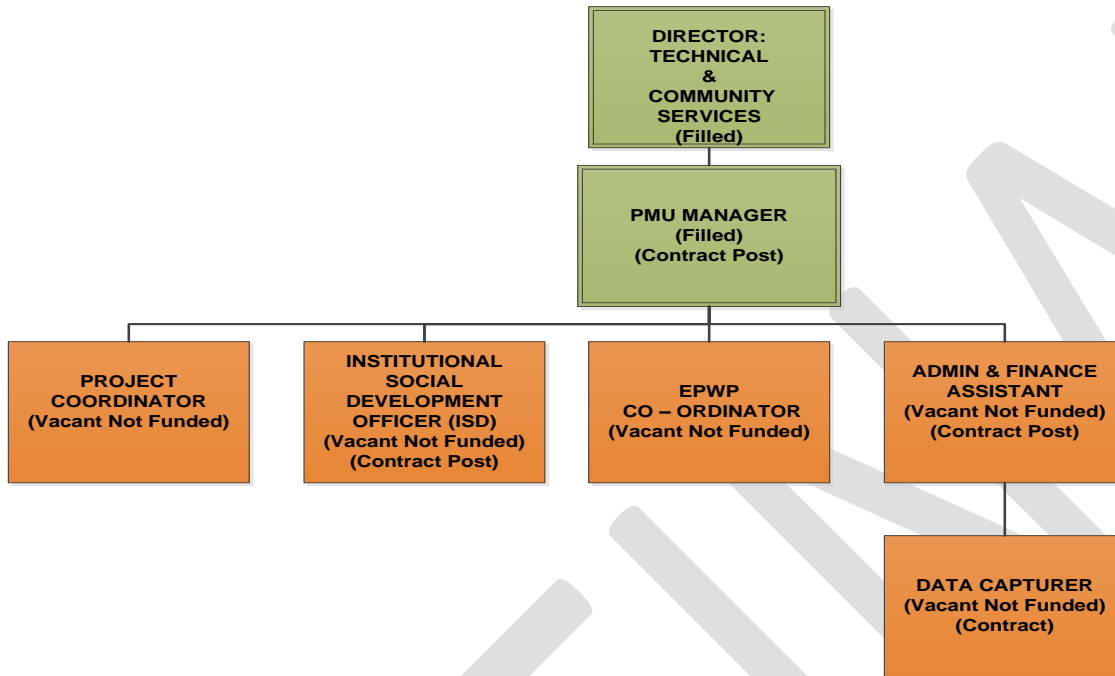 DIRECTOR:
TECHNICAL
&
COMMUNITY
SERVICES
(Filled)
PMU MANAGER
(Filled)
(Contract Post)
PROJECT
COORDINATOR
(Vacant Not Funded)
INSTITUTIONAL
SOCIAL
DEVELOPMENT
OFFICER (ISD)
(Vacant Not Funded)
(Contract Post)
EPWP
CO – ORDINATOR
(Vacant Not Funded)
ADMIN & FINANCE
ASSISTANT
(Vacant Not Funded)
(Contract Post)
DATA CAPTURER
(Vacant Not Funded)
(Contract)